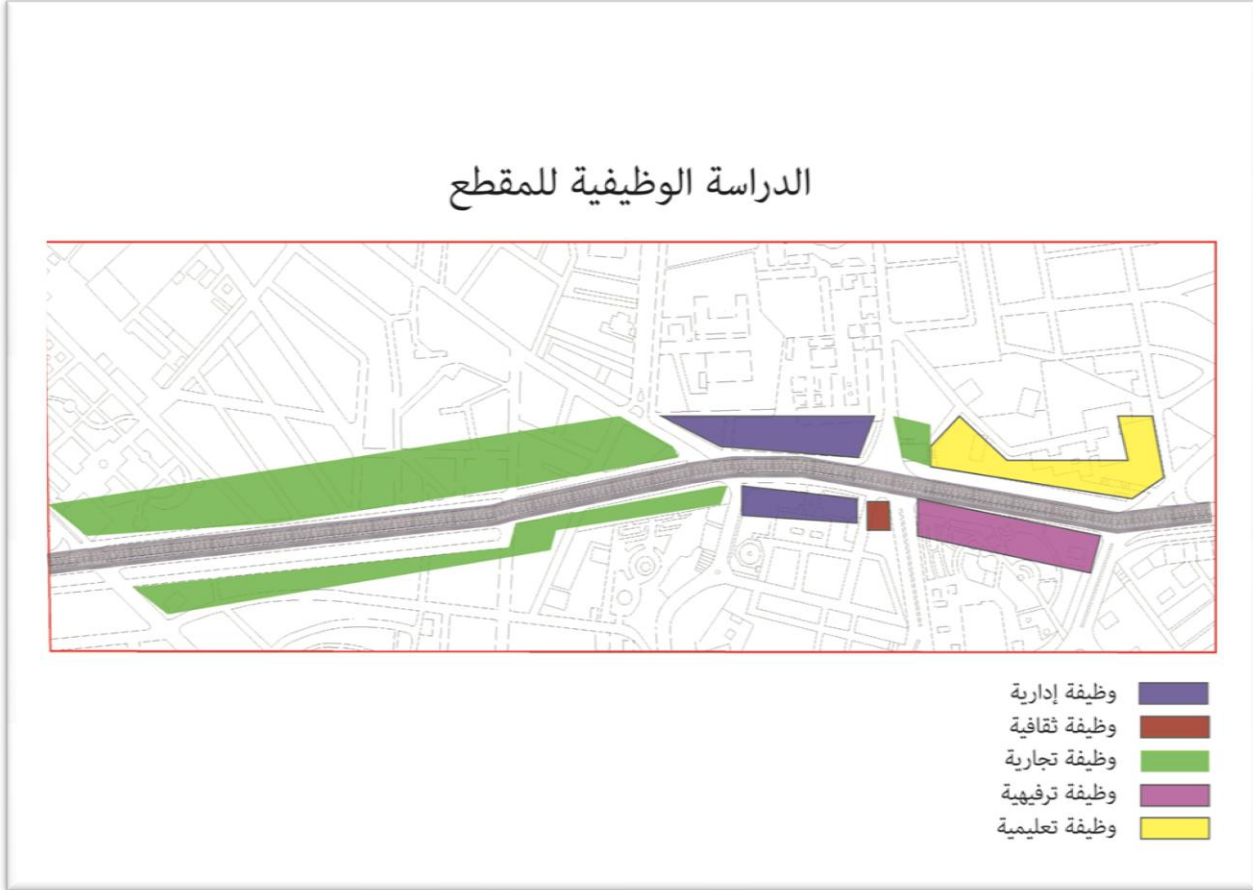 الدراسة الوظيفية للمقطع
وظيفة إدارية
وظيفة ثقافية
وظيفة تجارية
وظيفة ترفيهية
وظيفة تعليمية